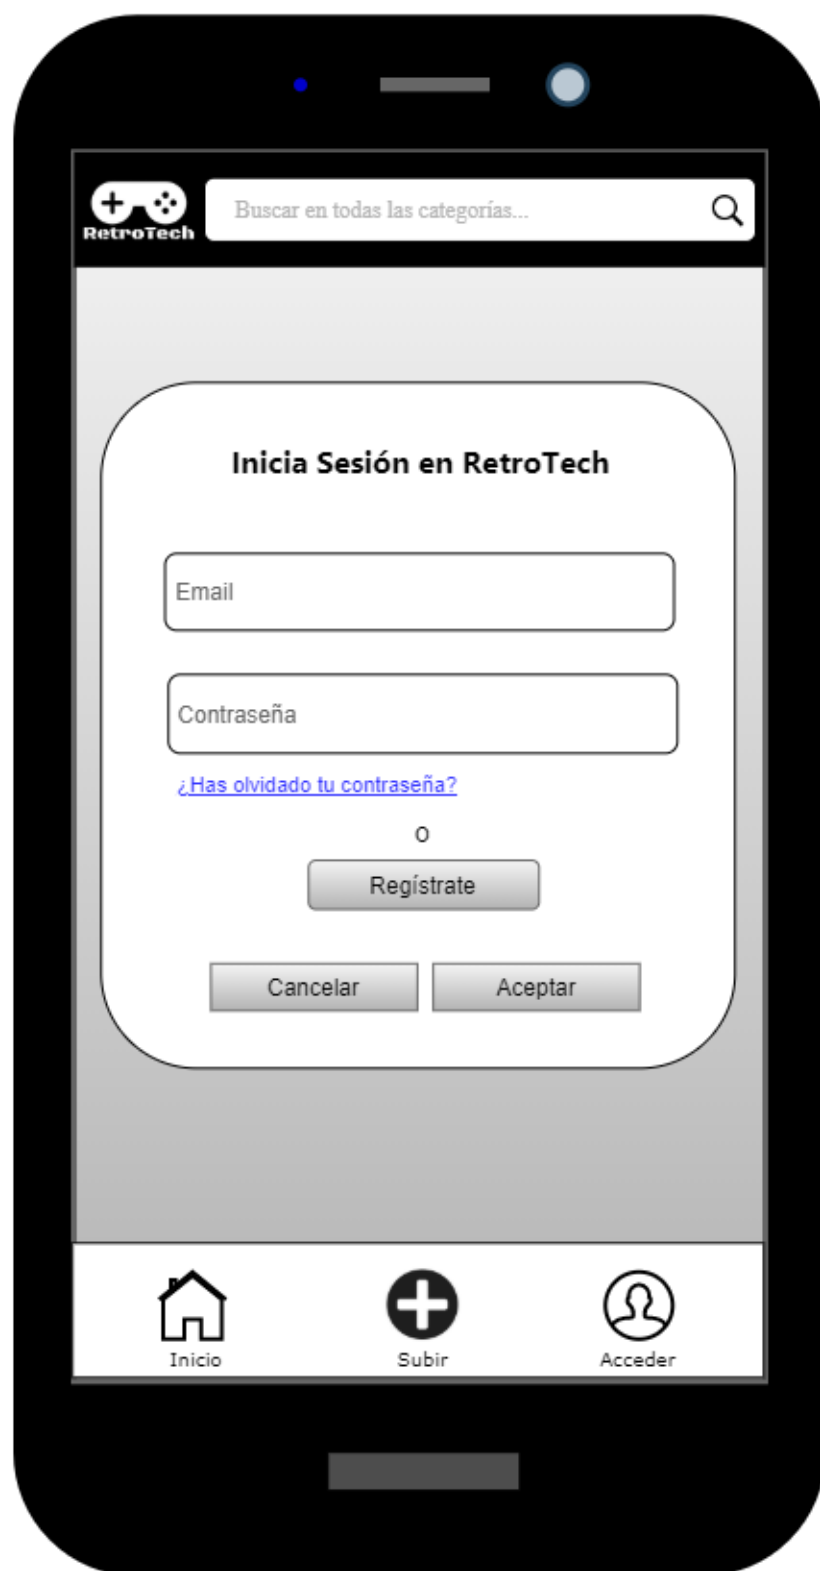 RetroTech
Buscar en todas las categorías...
Inicia Sesión en RetroTech
Email
Contraseña
¿Has olvidado tu contraseña?
O
Regístrate
Cancelar
Aceptar
Inicio
Subir
Acceder